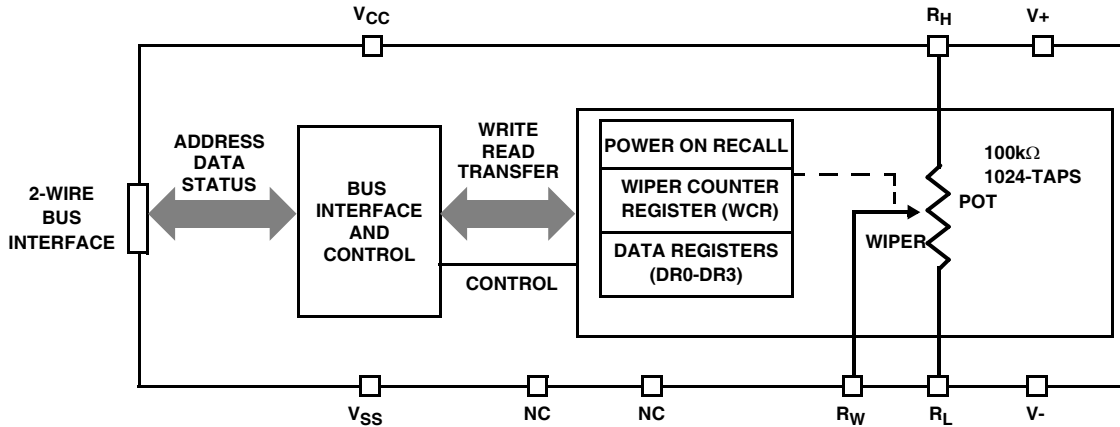 VCC
RH
V+
ADDRESS
DATA
STATUS
WRITE
READ
TRANSFER
POWER ON RECALL
100kΩ
1024-TAPS
2-WIRE
BUS
INTERFACE
BUS
INTERFACE
AND
CONTROL
WIPER COUNTER
REGISTER (WCR)
POT
WIPER
DATA REGISTERS
(DR0-DR3)
CONTROL
VSS
NC
NC
RW
RL
V-